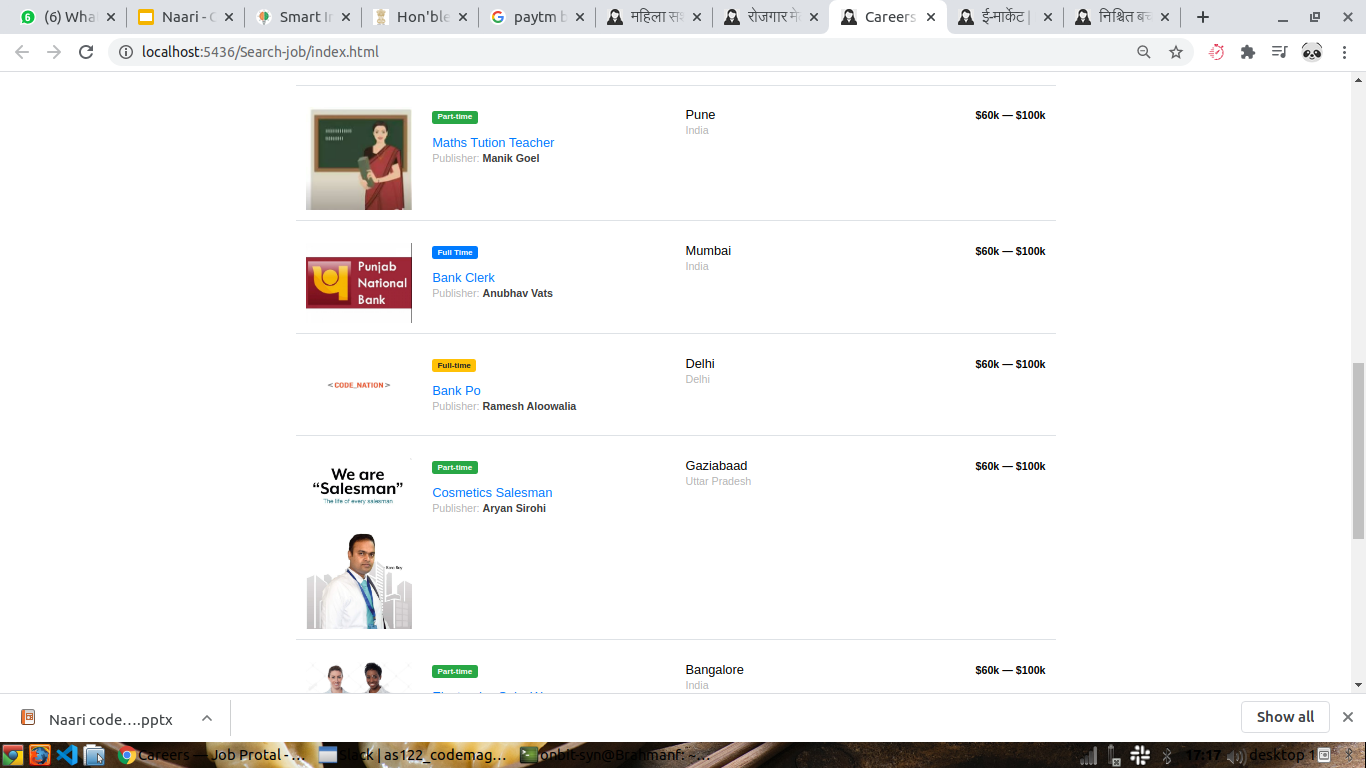 (6) Wha
Naari - C
Smart In
Hon'ble
paytm b
महिला सश
रोजगार मे
Careers
ई-मार्केट |
निश्चित बच
localhost:5436/Search-job/index.html
Part-time
Maths Tution Teacher
Publisher: Manik Goel
Pune
India
$60k — $100k
Punjab
National
Bank
Full Time
Bank Clerk
Publisher: Anubhav Vats
Mumbai
India
$60k — $100k
< CODE_NATION >
Full-time
Bank Po
Publisher: Ramesh Aloowalia
Delhi
Delhi
$60k — $100k
We are
“Salesman”
The life of every salesman
Part-time
Cosmetics Salesman
Publisher: Aryan Sirohi
Gaziabaad
Uttar Pradesh
$60k — $100k
Part-time
Bangalore
India
$60k — $100k
Naari code….pptx
Show all
Careers — Job Protal - …
Slack | as122_codemag…
onbit-syn@Brahmanf: ~…
17:17
desktop 1